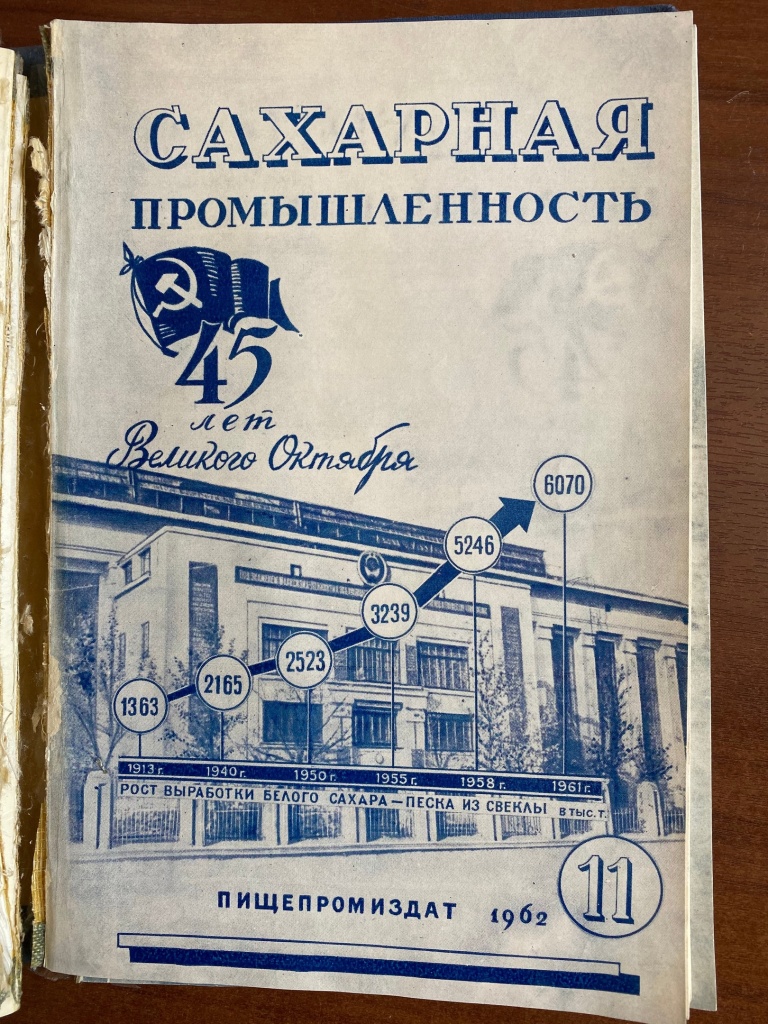 САХАРНАЯ
ПРОМЫШЛЕННОСТЬ
45
лет
Великого Октября
6070
5246
3239
2523
2165
1363
1913 г. 1940 г. 1950 г. 1955 г. 1958 г. 1961 г.
РОСТ ВЫРАБОТКИ БЕЛОГО САХАРА—ПЕСКА ИЗ СВЕКЛЫ В ТЫС. Т.
11
ПИЩЕПРОМИЗДАТ 1962